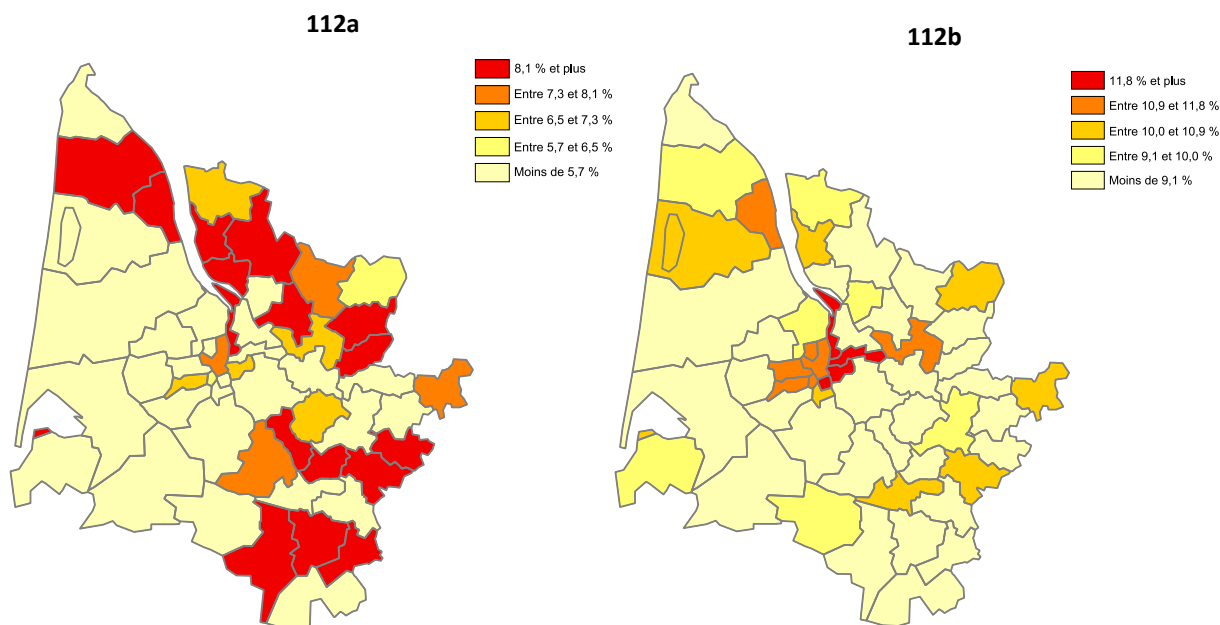 112a
8,1 % et plus
Entre 7,3 et 8,1 %
Entre 6,5 et 7,3 %
Entre 5,7 et 6,5 %
Moins de 5,7 %
112b
11,8 % et plus
Entre 10,9 et 11,8 %
Entre 10,0 et 10,9 %
Entre 9,1 et 10,0 %
Moins de 9,1 %